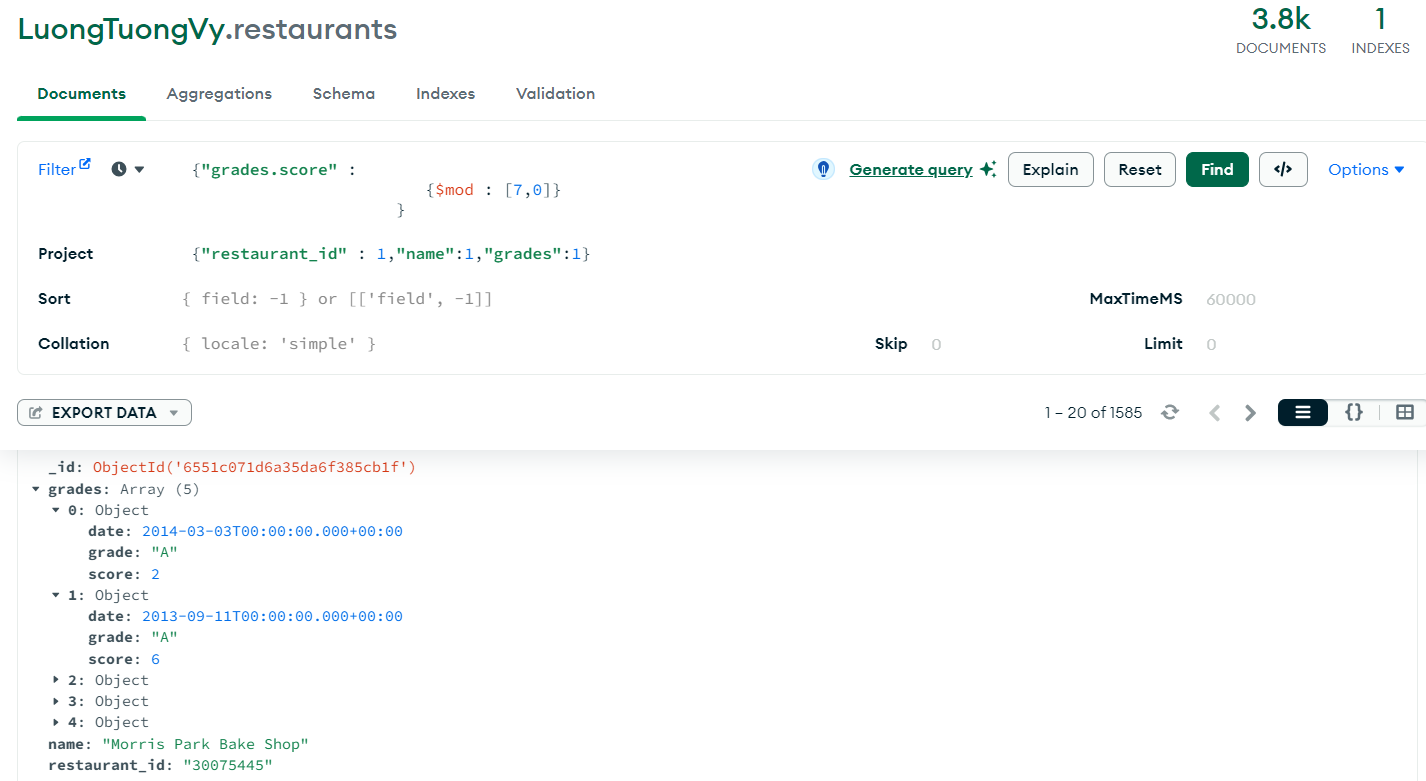 LuongTuongVy.restaurants
3.8k
DOCUMENTS
1
INDEXES
Documents Aggregations Schema Indexes Validation
Filter {"grades.score" : Generate query Explain Reset Find </> Options
{$mod : [7,0]}
}
Project {"restaurant_id" : 1,"name":1,"grades":1}
Sort { field: -1 } or [['field', -1]] MaxTimeMS 60000
Collation { locale: 'simple' } Skip 0 Limit 0
EXPORT DATA 1 – 20 of 1585 {}
_id: ObjectId('6551c071d6a35da6f385cb1f')
grades: Array (5)
0: Object
date: 2014-03-03T00:00:00.000+00:00
grade: "A"
score: 2
1: Object
date: 2013-09-11T00:00:00.000+00:00
grade: "A"
score: 6
2: Object
3: Object
4: Object
name: "Morris Park Bake Shop"
restaurant_id: "30075445"